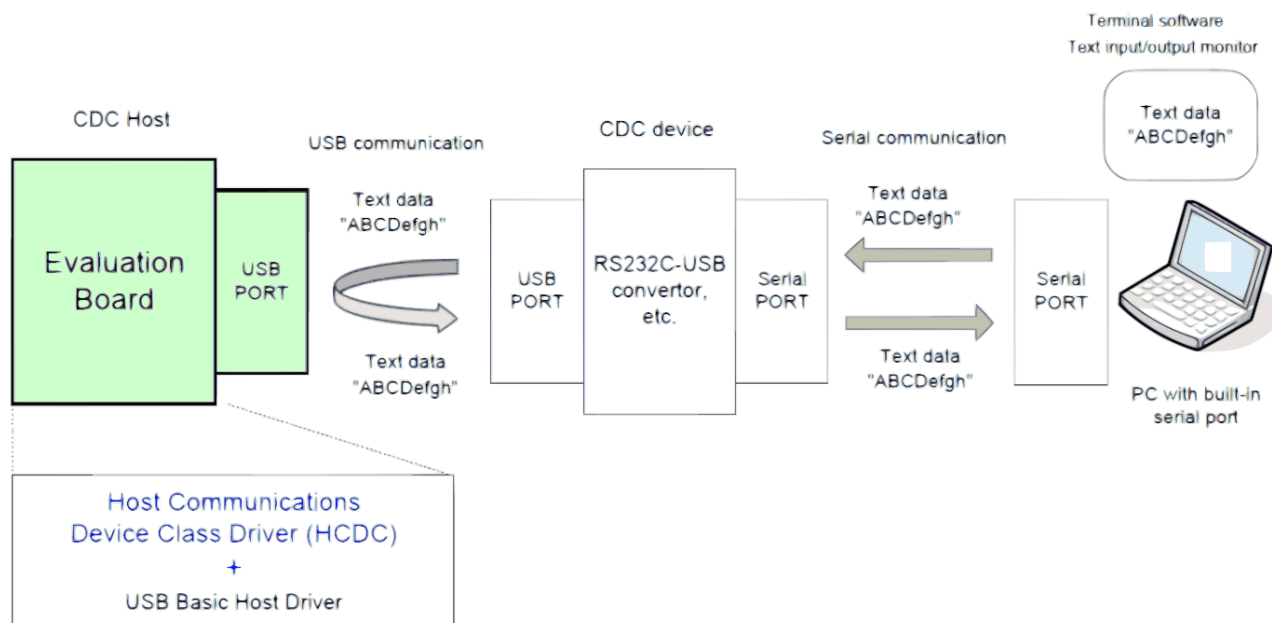 Terminal software
Text input/output monitor
Text data
"ABCDefgh"
CDC Host
USB communication
CDC device
Serial communication
Text data
"ABCDefgh"
Text data
"ABCDefgh"
Evaluation
Board
USB
PORT
USB
PORT
RS232C-USB
convertor,
etc.
Serial
PORT
Serial
PORT
Text data
"ABCDefgh"
Text data
"ABCDefgh"
PC with built-in
serial port
Host Communications
Device Class Driver (HCDC)
+
USB Basic Host Driver